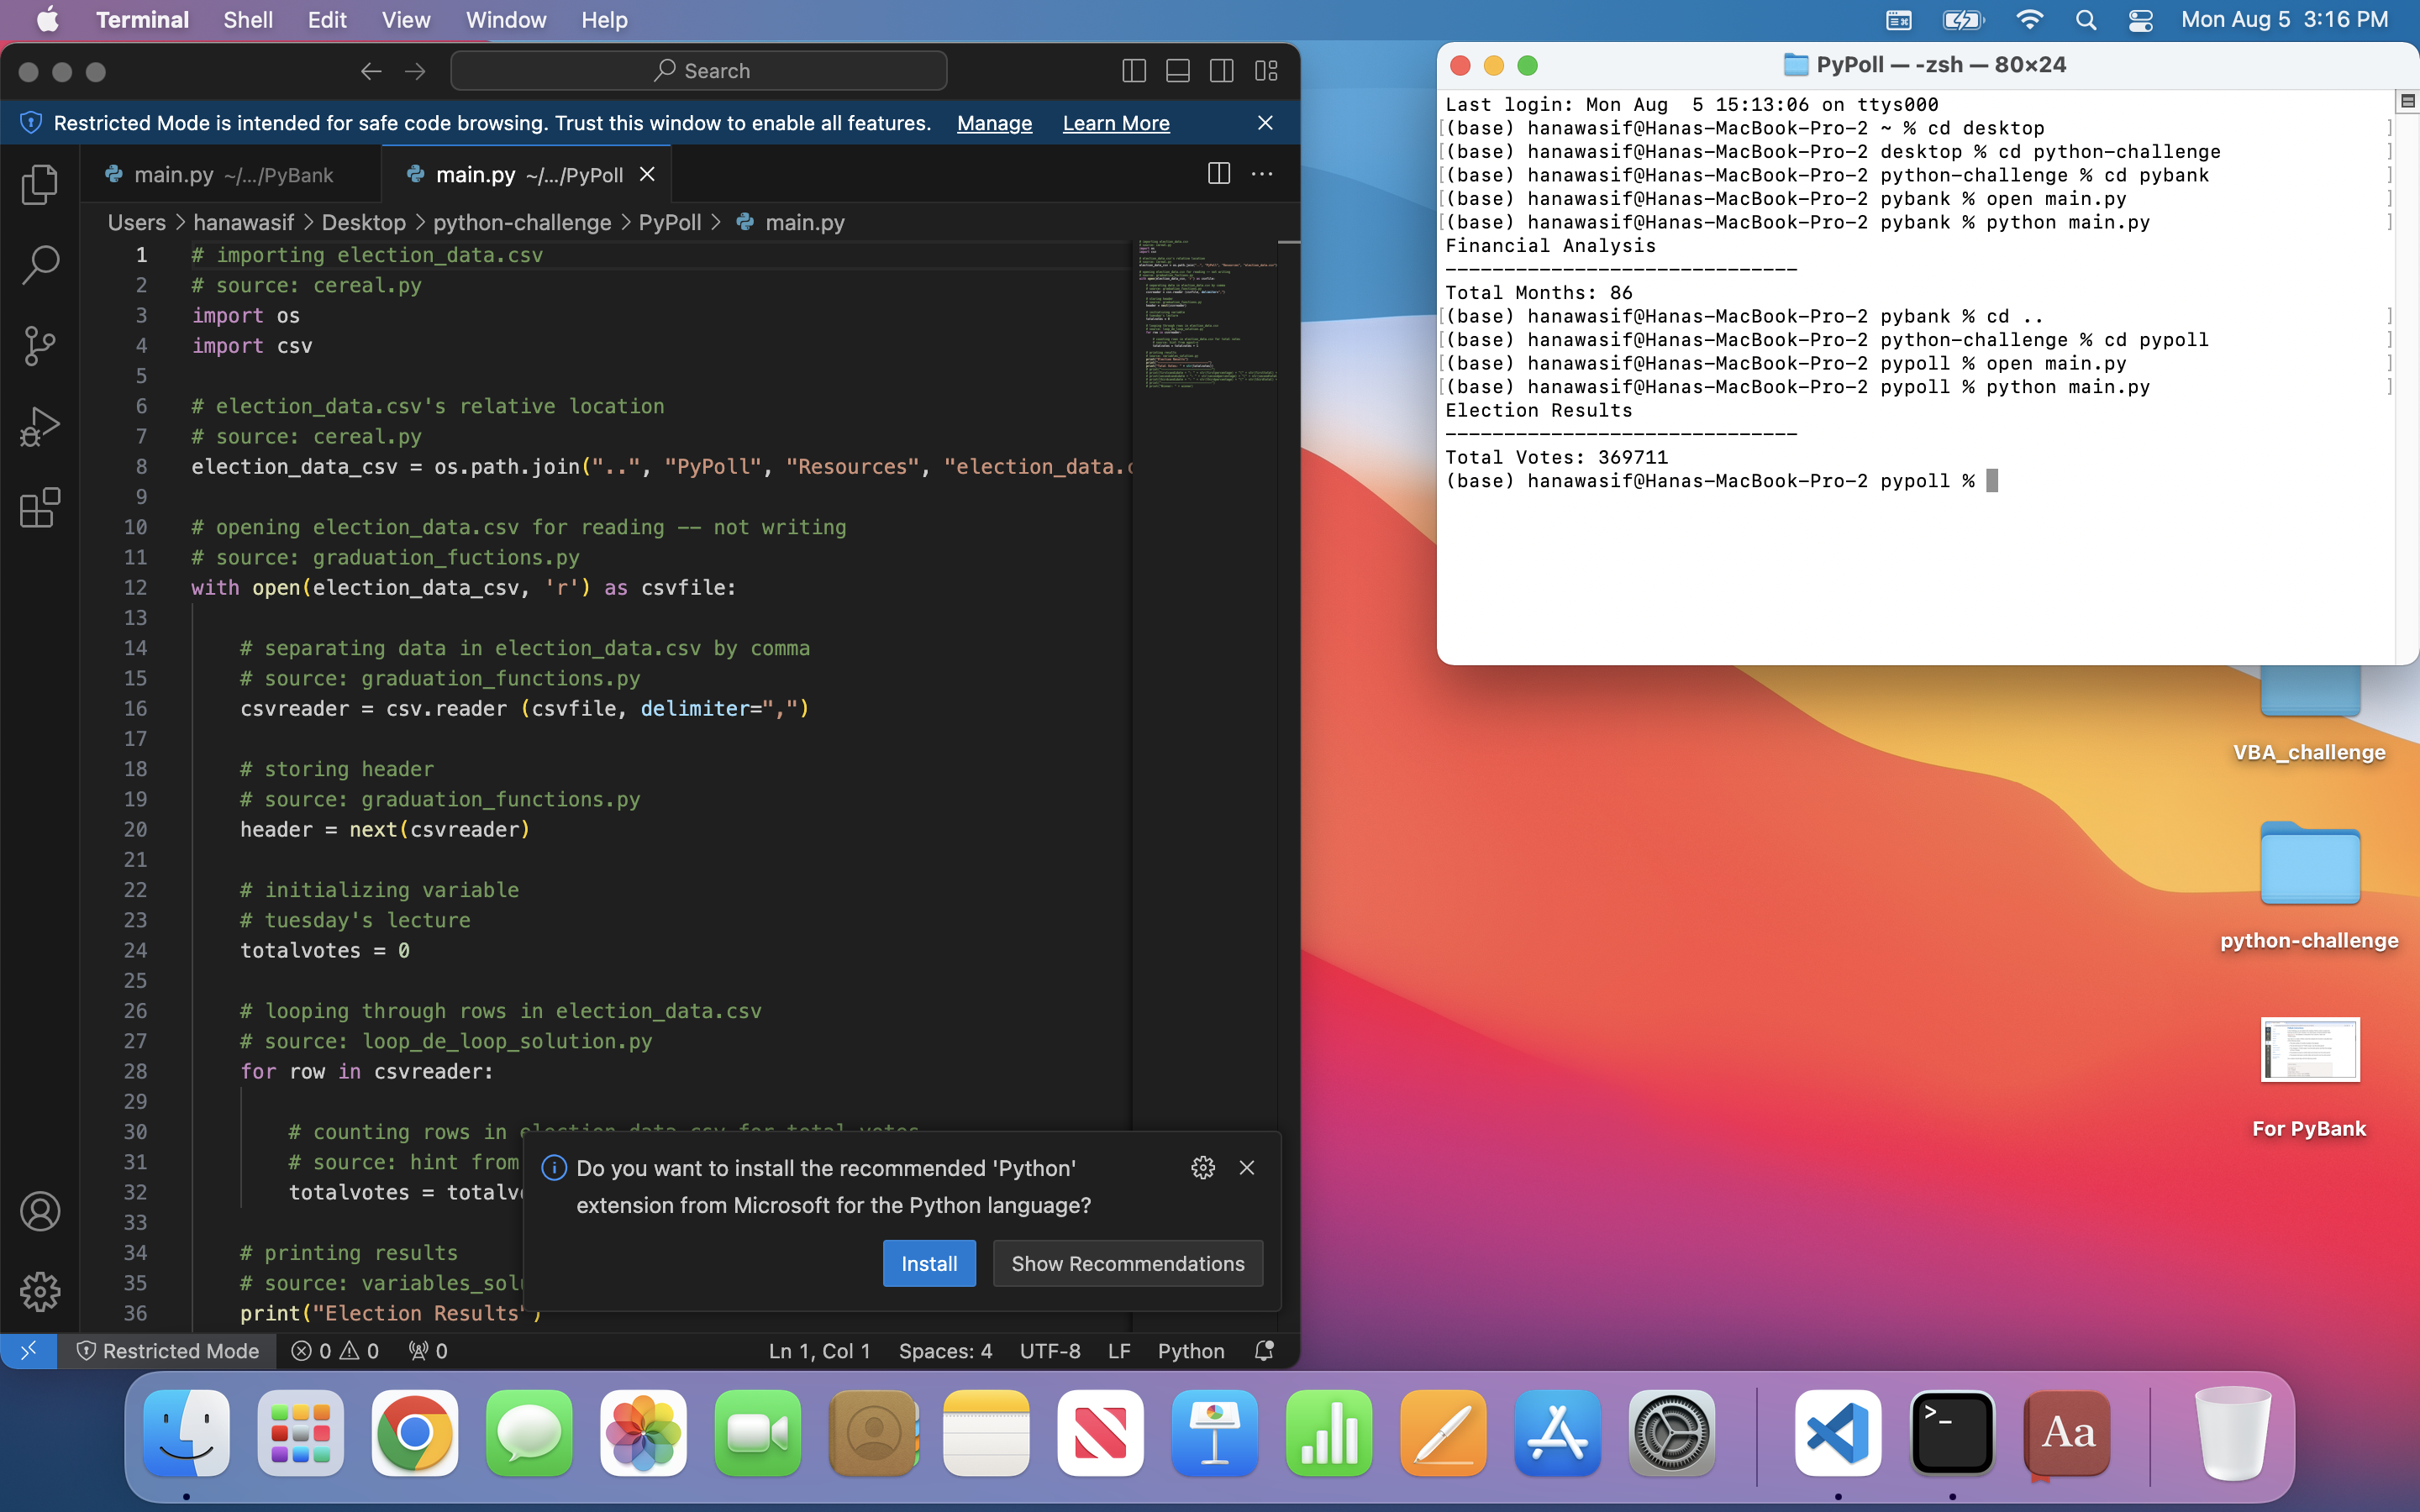 Terminal Shell Edit View Window Help
Mon Aug 5 3:16 PM
Search
Restricted Mode is intended for safe code browsing. Trust this window to enable all features. Manage Learn More
main.py ~/.../PyBank
main.py ~/.../PyPoll
Users > hanawasif > Desktop > python-challenge > PyPoll > main.py
1 # importing election_data.csv
2 # source: cereal.py
3 import os
4 import csv
5
6 # election_data.csv's relative location
7 # source: cereal.py
8 election_data_csv = os.path.join("..", "PyPoll", "Resources", "election_data.c
9
10 # opening election_data.csv for reading -- not writing
11 # source: graduation_fuctions.py
12 with open(election_data_csv, 'r') as csvfile:
13
14 # separating data in election_data.csv by comma
15 # source: graduation_functions.py
16 csvreader = csv.reader (csvfile, delimiter=",")
17
18 # storing header
19 # source: graduation_functions.py
20 header = next(csvreader)
21
22 # initializing variable
23 # tuesday's lecture
24 totalvotes = 0
25
26 # looping through rows in election_data.csv
27 # source: loop_de_loop_solution.py
28 for row in csvreader:
29
30 # counting rows in election_data.csv for total votes
31 # source: hint from
32 totalvotes = totalv
33
34 # printing results
35 # source: variables_solu
36 print("Election Results")
Do you want to install the recommended 'Python'
extension from Microsoft for the Python language?
Install
Show Recommendations
Restricted Mode 0 0 0 Ln 1, Col 1 Spaces: 4 UTF-8 LF Python
PyPoll — -zsh — 80×24
Last login: Mon Aug  5 15:13:06 on ttys000
[(base) hanawasif@Hanas-MacBook-Pro-2 ~ % cd desktop ]
[(base) hanawasif@Hanas-MacBook-Pro-2 desktop % cd python-challenge ]
[(base) hanawasif@Hanas-MacBook-Pro-2 python-challenge % cd pybank ]
[(base) hanawasif@Hanas-MacBook-Pro-2 pybank % open main.py ]
[(base) hanawasif@Hanas-MacBook-Pro-2 pybank % python main.py ]
Financial Analysis
------------------------------
Total Months: 86
[(base) hanawasif@Hanas-MacBook-Pro-2 pybank % cd .. ]
[(base) hanawasif@Hanas-MacBook-Pro-2 python-challenge % cd pypoll ]
[(base) hanawasif@Hanas-MacBook-Pro-2 pypoll % open main.py ]
[(base) hanawasif@Hanas-MacBook-Pro-2 pypoll % python main.py ]
Election Results
------------------------------
Total Votes: 369711
(base) hanawasif@Hanas-MacBook-Pro-2 pypoll %
VBA_challenge
python-challenge
For PyBank
>_
Aa